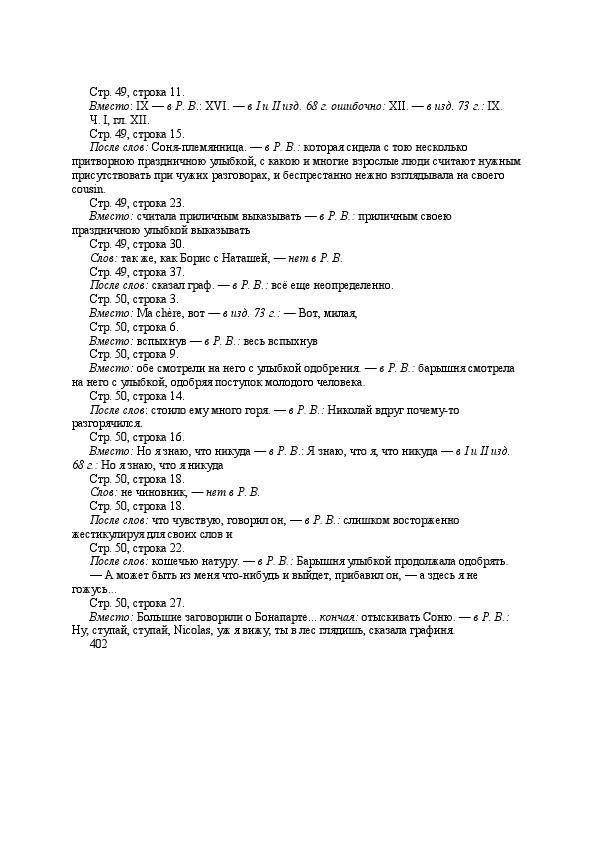 Стр. 49, строка 11.
Вместо: IX — в Р. В.: XVI. — в I и II изд. 68 г. ошибочно: XII. — в изд. 73 г.: IX.
Ч. I, гл. XII.
Стр. 49, строка 15.
После слов: Соня-племянница. — в Р. В.: которая сидела с тою несколько
притворною праздничною улыбкой, с какою и многие взрослые люди считают нужным
присутствовать при чужих разговорах, и беспрестанно нежно взглядывала на своего
cousin.
Стр. 49, строка 23.
Вместо: считала приличным выказывать — в Р. В.: приличным своею
праздничною улыбкой выказывать
Стр. 49, строка 30.
Слов: так же, как Борис с Наташей, — нет в Р. В.
Стр. 49, строка 37.
После слов: сказал граф. — в Р. В.: всё еще неопределенно.
Стр. 50, строка 3.
Вместо: Ma chère, вот — в изд. 73 г.: — Вот, милая,
Стр. 50, строка 6.
Вместо: вспыхнув — в Р. В.: весь вспыхнув
Стр. 50, строка 9.
Вместо: обе смотрели на него с улыбкой одобрения. — в Р. В.: барышня смотрела
на него с улыбкой, одобряя поступок молодого человека.
Стр. 50, строка 14.
После слов: стоило ему много горя. — в Р. В.: Николай вдруг почему-то
разгорячился.
Стр. 50, строка 16.
Вместо: Но я знаю, что никуда — в Р. В.: Я знаю, что я, что никуда — в I и II изд.
68 г.: Но я знаю, что я никуда
Стр. 50, строка 18.
Слов: не чиновник, — нет в Р. В.
Стр. 50, строка 18.
После слов: что чувствую, говорил он, — в Р. В.: слишком восторженно
жестикулируя для своих слов и
Стр. 50, строка 22.
После слов: кошечью натуру. — в Р. В.: Барышня улыбкой продолжала одобрять.
— А может быть из меня что-нибудь и выйдет, прибавил он, — а здесь я не
гожусь...
Стр. 50, строка 27.
Вместо: Большие заговорили о Бонапарте... кончая: отыскивать Соню. — в Р. В.:
Ну, ступай, ступай, Nicolas, уж я вижу, ты в лес глядишь, сказала графиня.
402